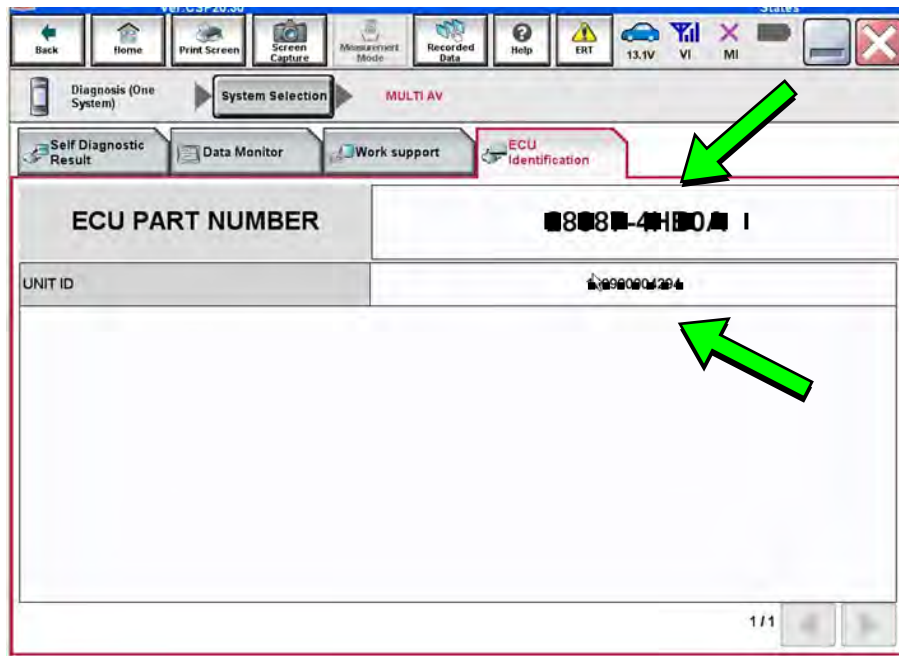 Back
Home
Print Screen
Screen
Capture
Measurement
Mode
Recorded
Data
Help
ERT
13.1V
VI
MI
Diagnosis (One
System)
System Selection
MULTI AV
Self Diagnostic
Result
Data Monitor
Work support
ECU
Identification
ECU PART NUMBER
UNIT ID
1/1